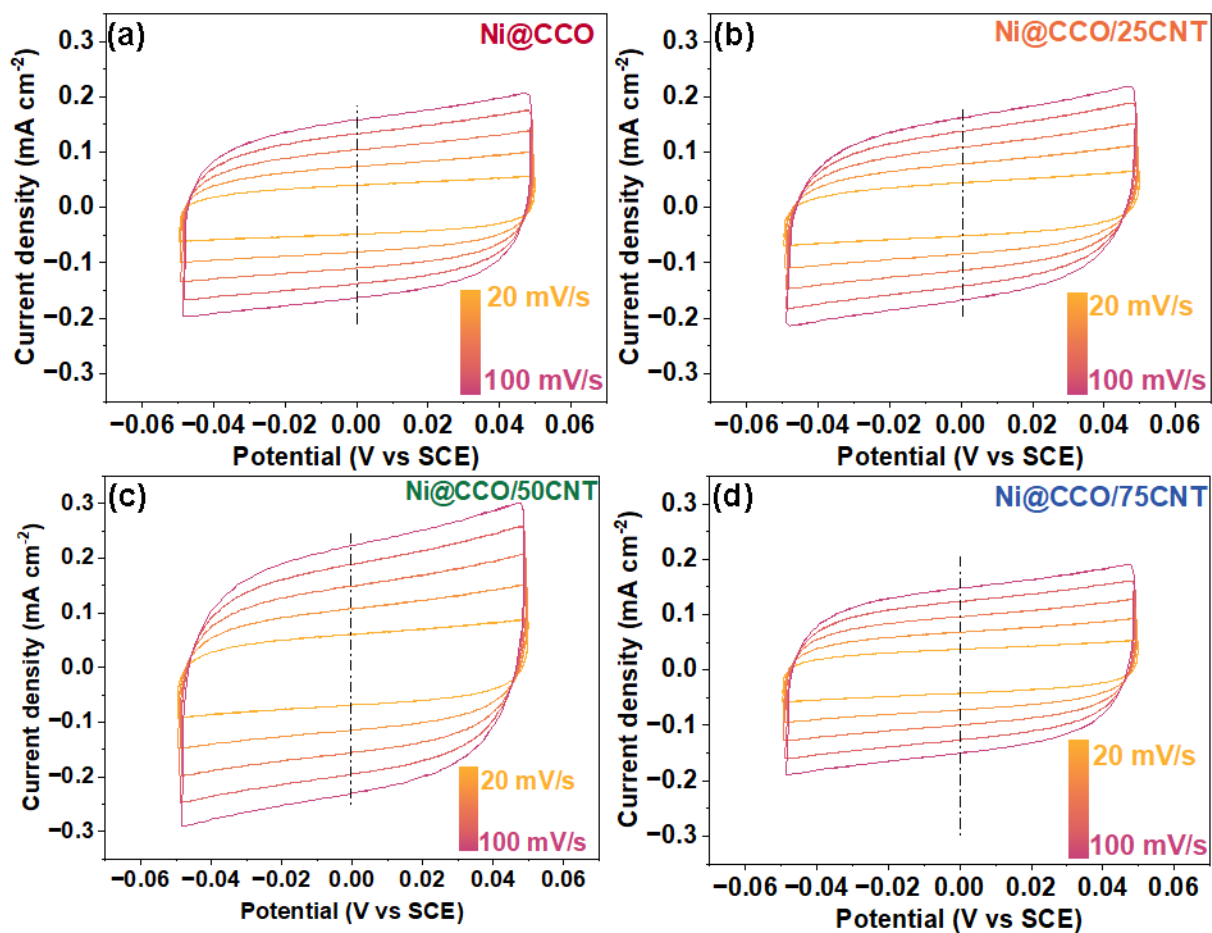 (a)
Ni@CCO
0.3
0.2
0.1
0.0
−0.1
−0.2
−0.3
Current density (mA cm-2)
20 mV/s
100 mV/s
−0.06 −0.04 −0.02 0.00 0.02 0.04 0.06
Potential (V vs SCE)
(b)
Ni@CCO/25CNT
0.3
0.2
0.1
0.0
−0.1
−0.2
−0.3
Current density (mA cm-2)
20 mV/s
100 mV/s
−0.06 −0.04 −0.02 0.00 0.02 0.04 0.06
Potential (V vs SCE)
(c)
Ni@CCO/50CNT
0.3
0.2
0.1
0.0
−0.1
−0.2
−0.3
Current density (mA cm-2)
20 mV/s
100 mV/s
−0.06 −0.04 −0.02 0.00 0.02 0.04 0.06
Potential (V vs SCE)
(d)
Ni@CCO/75CNT
0.3
0.2
0.1
0.0
−0.1
−0.2
−0.3
Current density (mA cm-2)
20 mV/s
100 mV/s
−0.06 −0.04 −0.02 0.00 0.02 0.04 0.06
Potential (V vs SCE)